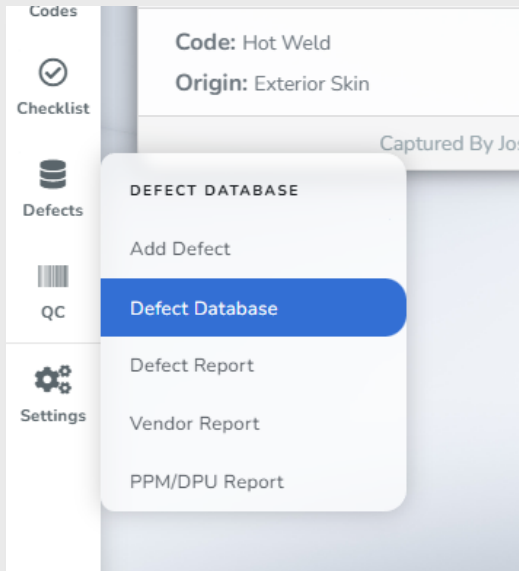 Codes
Checklist
Defects
QC
Settings
Code: Hot Weld
Origin: Exterior Skin
Captured By
DEFECT DATABASE
Add Defect
Defect Database
Defect Report
Vendor Report
PPM/DPU Report